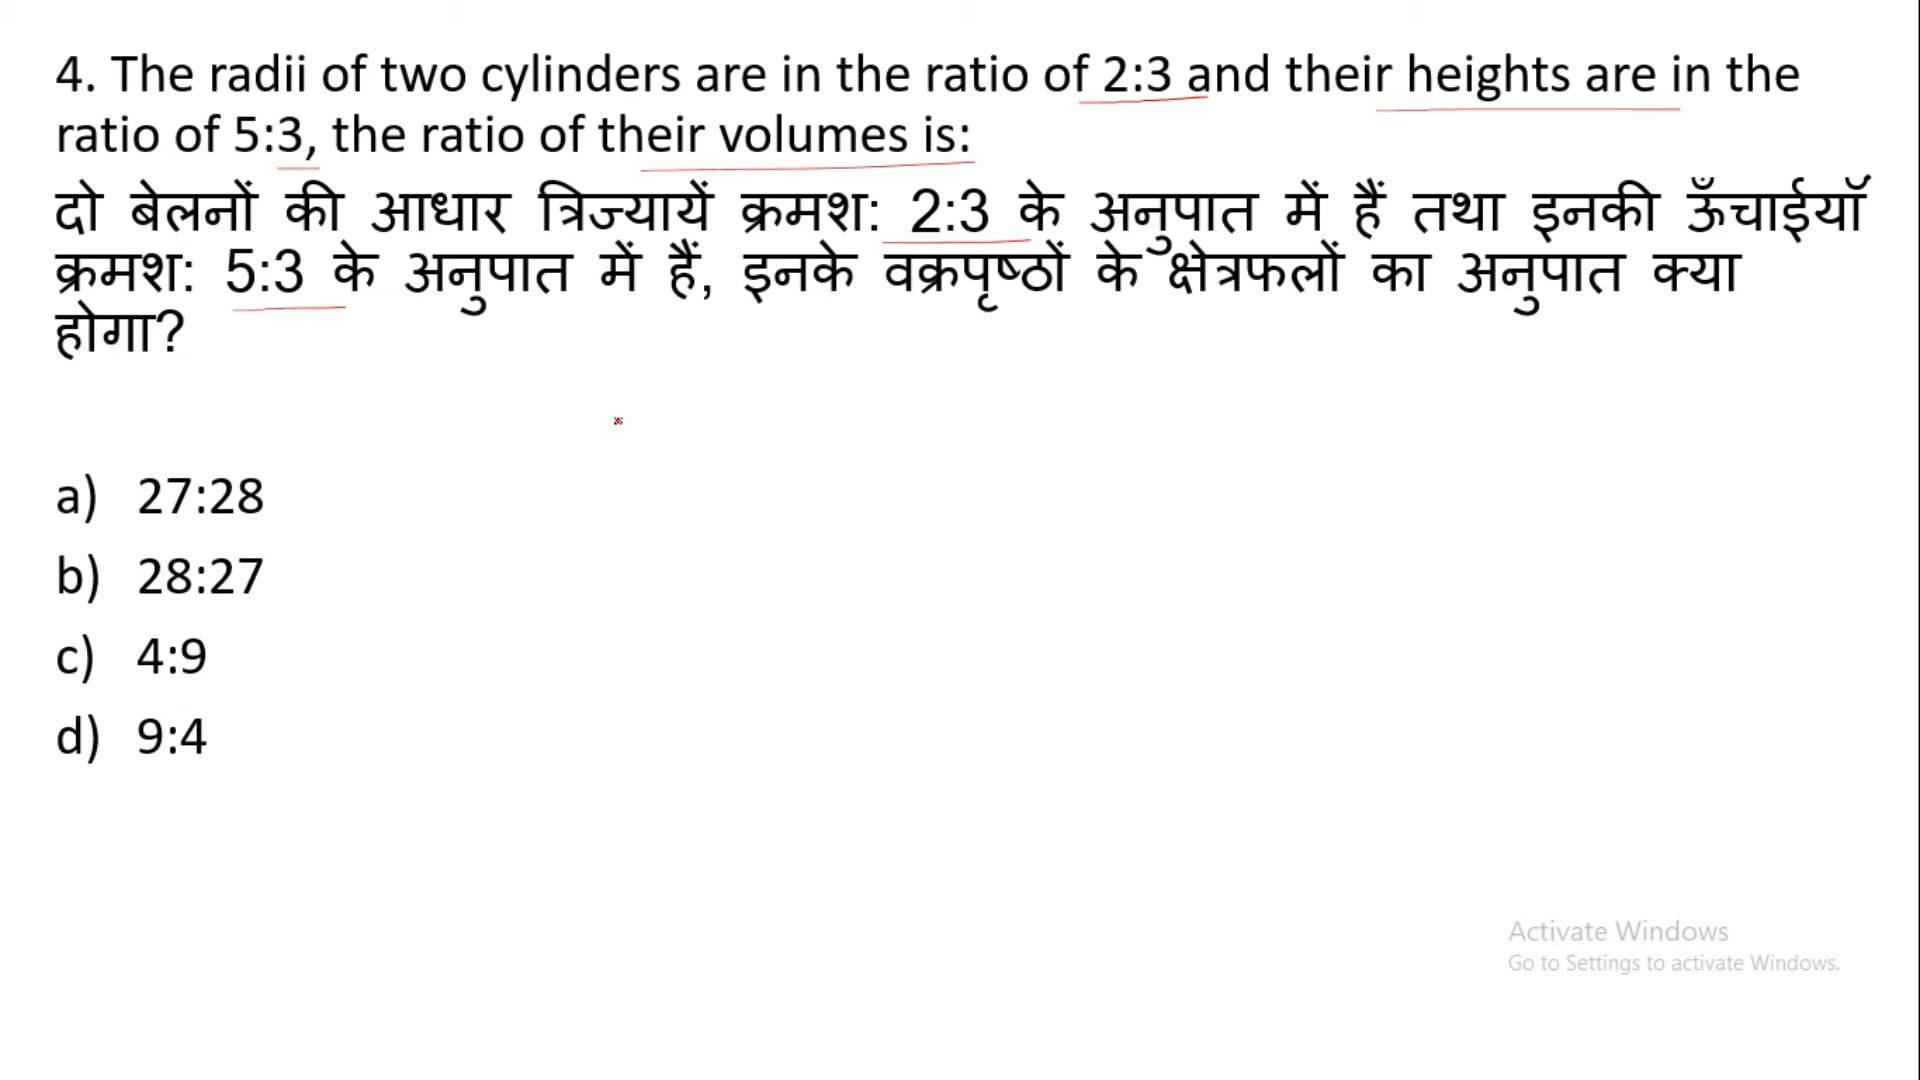 4. The radii of two cylinders are in the ratio of 2:3 and their heights are in the
ratio of 5:3, the ratio of their volumes is:
दो बेलनों की आधार त्रिज्यायें क्रमश: 2:3 के अनुपात में हैं तथा इनकी ऊँचाईयॉ
क्रमश: 5:3 के अनुपात में हैं, इनके वक्रपृष्ठों के क्षेत्रफलों का अनुपात क्या
होगा?
a) 27:28
b) 28:27
c) 4:9
d) 9:4
Activate Windows
Go to Settings to activate Windows.